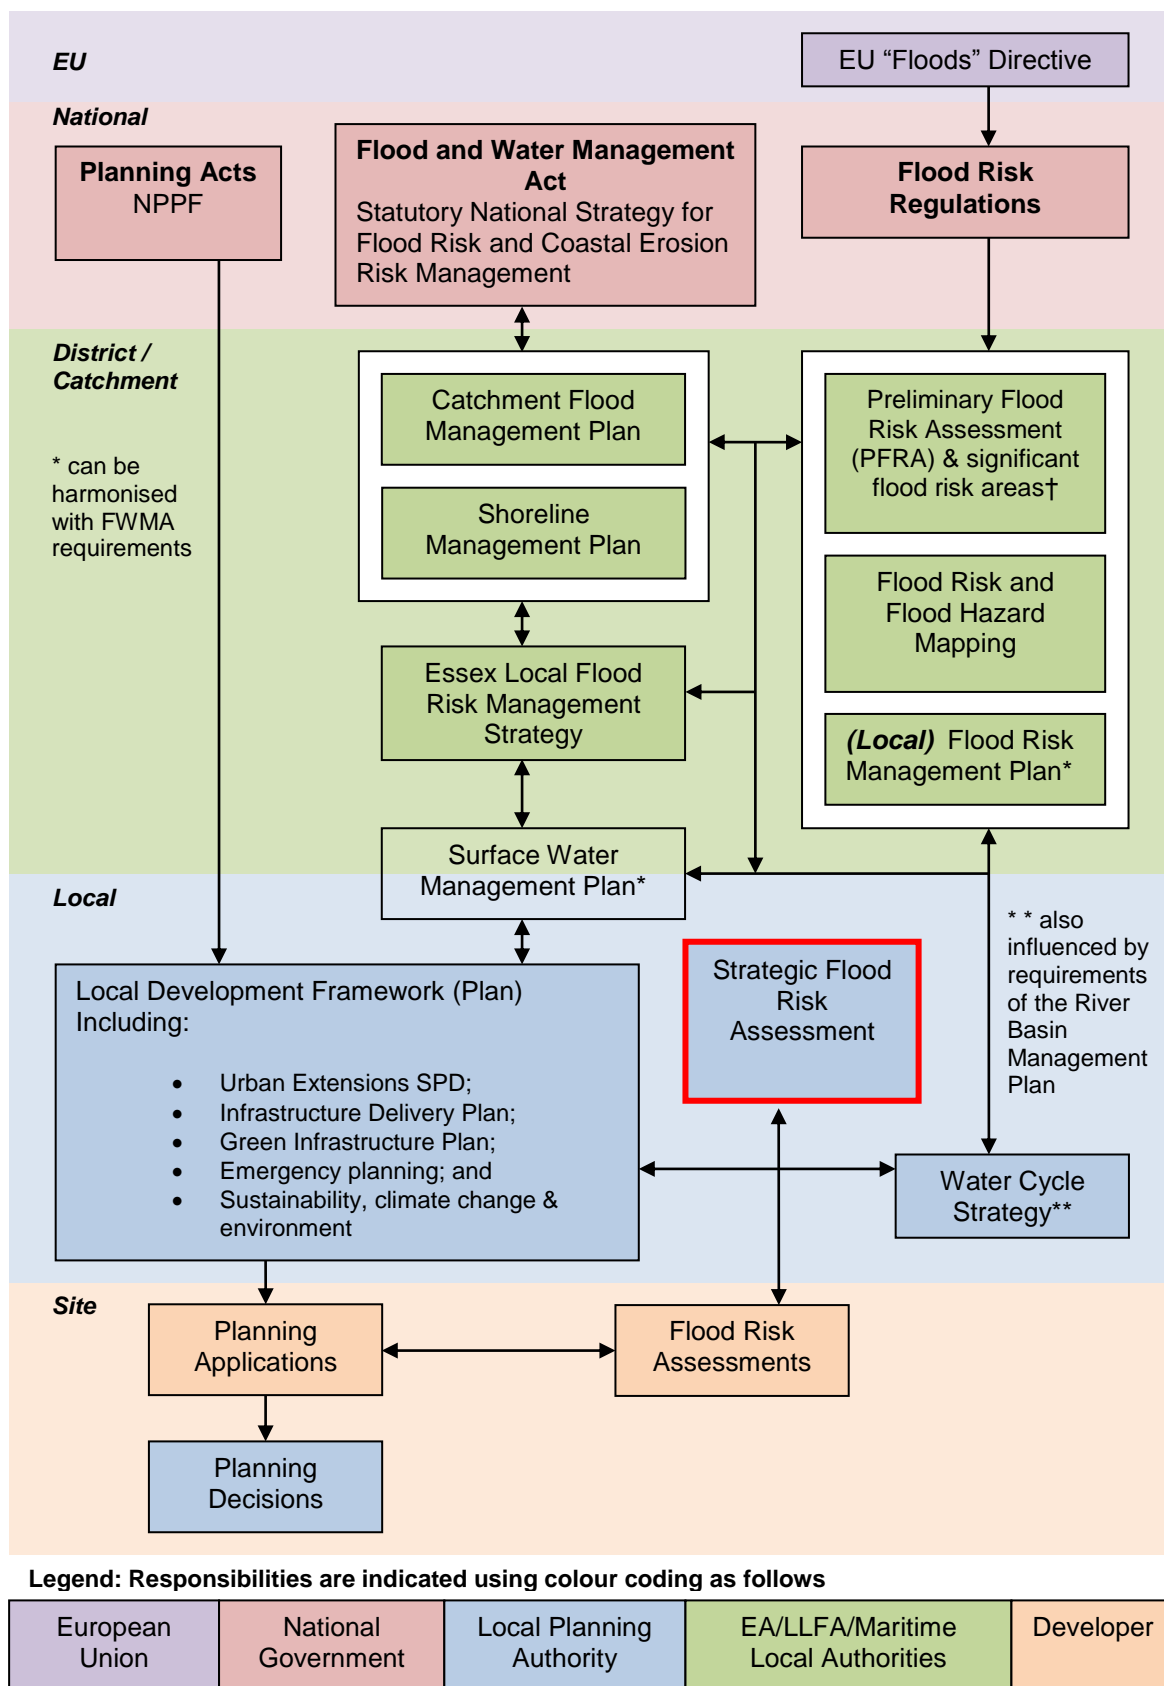 EU
EU “Floods” Directive
National
Planning Acts
NPPF
Flood and Water Management
Act
Statutory National Strategy for
Flood Risk and Coastal Erosion
Risk Management
Flood Risk
Regulations
District /
Catchment
* can be
harmonised
with FWMA
requirements
Catchment Flood
Management Plan
Shoreline
Management Plan
Preliminary Flood
Risk Assessment
(PFRA) & significant
flood risk areas†
Flood Risk and
Flood Hazard
Mapping
(Local) Flood Risk
Management Plan*
Essex Local Flood
Risk Management
Strategy
Surface Water
Management Plan*
Local
Local Development Framework (Plan)
Including:
• Urban Extensions SPD;
• Infrastructure Delivery Plan;
• Green Infrastructure Plan;
• Emergency planning; and
• Sustainability, climate change &
environment
Strategic Flood
Risk
Assessment
* * also
influenced by
requirements
of the River
Basin
Management
Plan
Water Cycle
Strategy**
Site
Planning
Applications
Flood Risk
Assessments
Planning
Decisions
Legend: Responsibilities are indicated using colour coding as follows
European
Union
National
Government
Local Planning
Authority
EA/LLFA/Maritime
Local Authorities
Developer